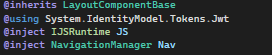 @inherits LayoutComponentBase
@using System.IdentityModel.Tokens.Jwt
@inject IJSRuntime JS
@inject NavigationManager Nav